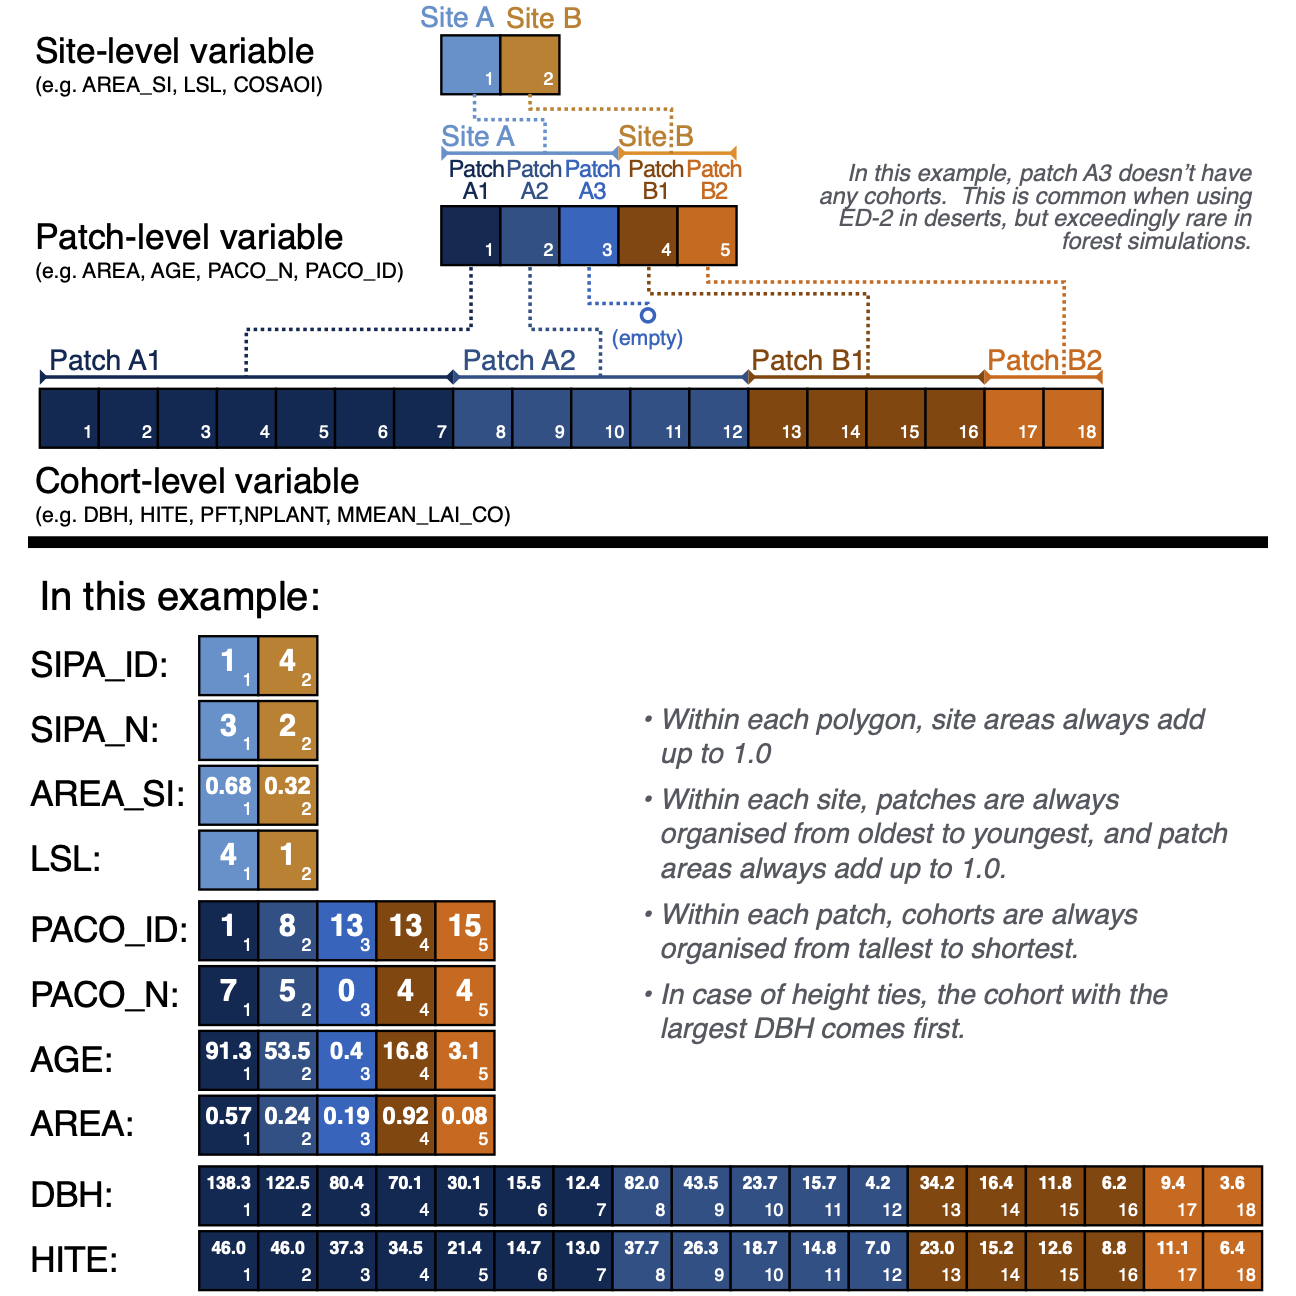 Site A Site B
Site-level variable
(e.g. AREA_SI, LSL, COSAOI)
1 2
Site A Site B
Patch A1 Patch A2 Patch A3 Patch B1 Patch B2
In this example, patch A3 doesn't have
any cohorts. This is common when using
ED-2 in deserts, but exceedingly rare in
forest simulations.
Patch-level variable
(e.g. AREA, AGE, PACO_N, PACO_ID)
1 2 3 4 5
(empty)
Patch A1 Patch A2 Patch B1 Patch B2
1 2 3 4 5 6 7 8 9 10 11 12 13 14 15 16 17 18
Cohort-level variable
(e.g. DBH, HITE, PFT,NPLANT, MMEAN_LAI_CO)
In this example:
SIPA_ID: 1 4
1 2
SIPA_N: 3 2
1 2
AREA_SI: 0.68 0.32
1 2
LSL: 4 1
1 2
PACO_ID: 1 8 13 13 15
1 2 3 4 5
PACO_N: 7 5 0 4 4
1 2 3 4 5
AGE: 91.3 53.5 0.4 16.8 3.1
1 2 3 4 5
AREA: 0.57 0.24 0.19 0.92 0.08
1 2 3 4 5
• Within each polygon, site areas always add
up to 1.0
• Within each site, patches are always
organised from oldest to youngest, and patch
areas always add up to 1.0.
• Within each patch, cohorts are always
organised from tallest to shortest.
• In case of height ties, the cohort with the
largest DBH comes first.
DBH: 138.3 122.5 80.4 70.1 30.1 15.5 12.4 82.0 43.5 23.7 15.7 4.2 34.2 16.4 11.8 6.2 9.4 3.6
1 2 3 4 5 6 7 8 9 10 11 12 13 14 15 16 17 18
HITE: 46.0 46.0 37.3 34.5 21.4 14.7 13.0 37.7 26.3 18.7 14.8 7.0 23.0 15.2 12.6 8.8 11.1 6.4
1 2 3 4 5 6 7 8 9 10 11 12 13 14 15 16 17 18